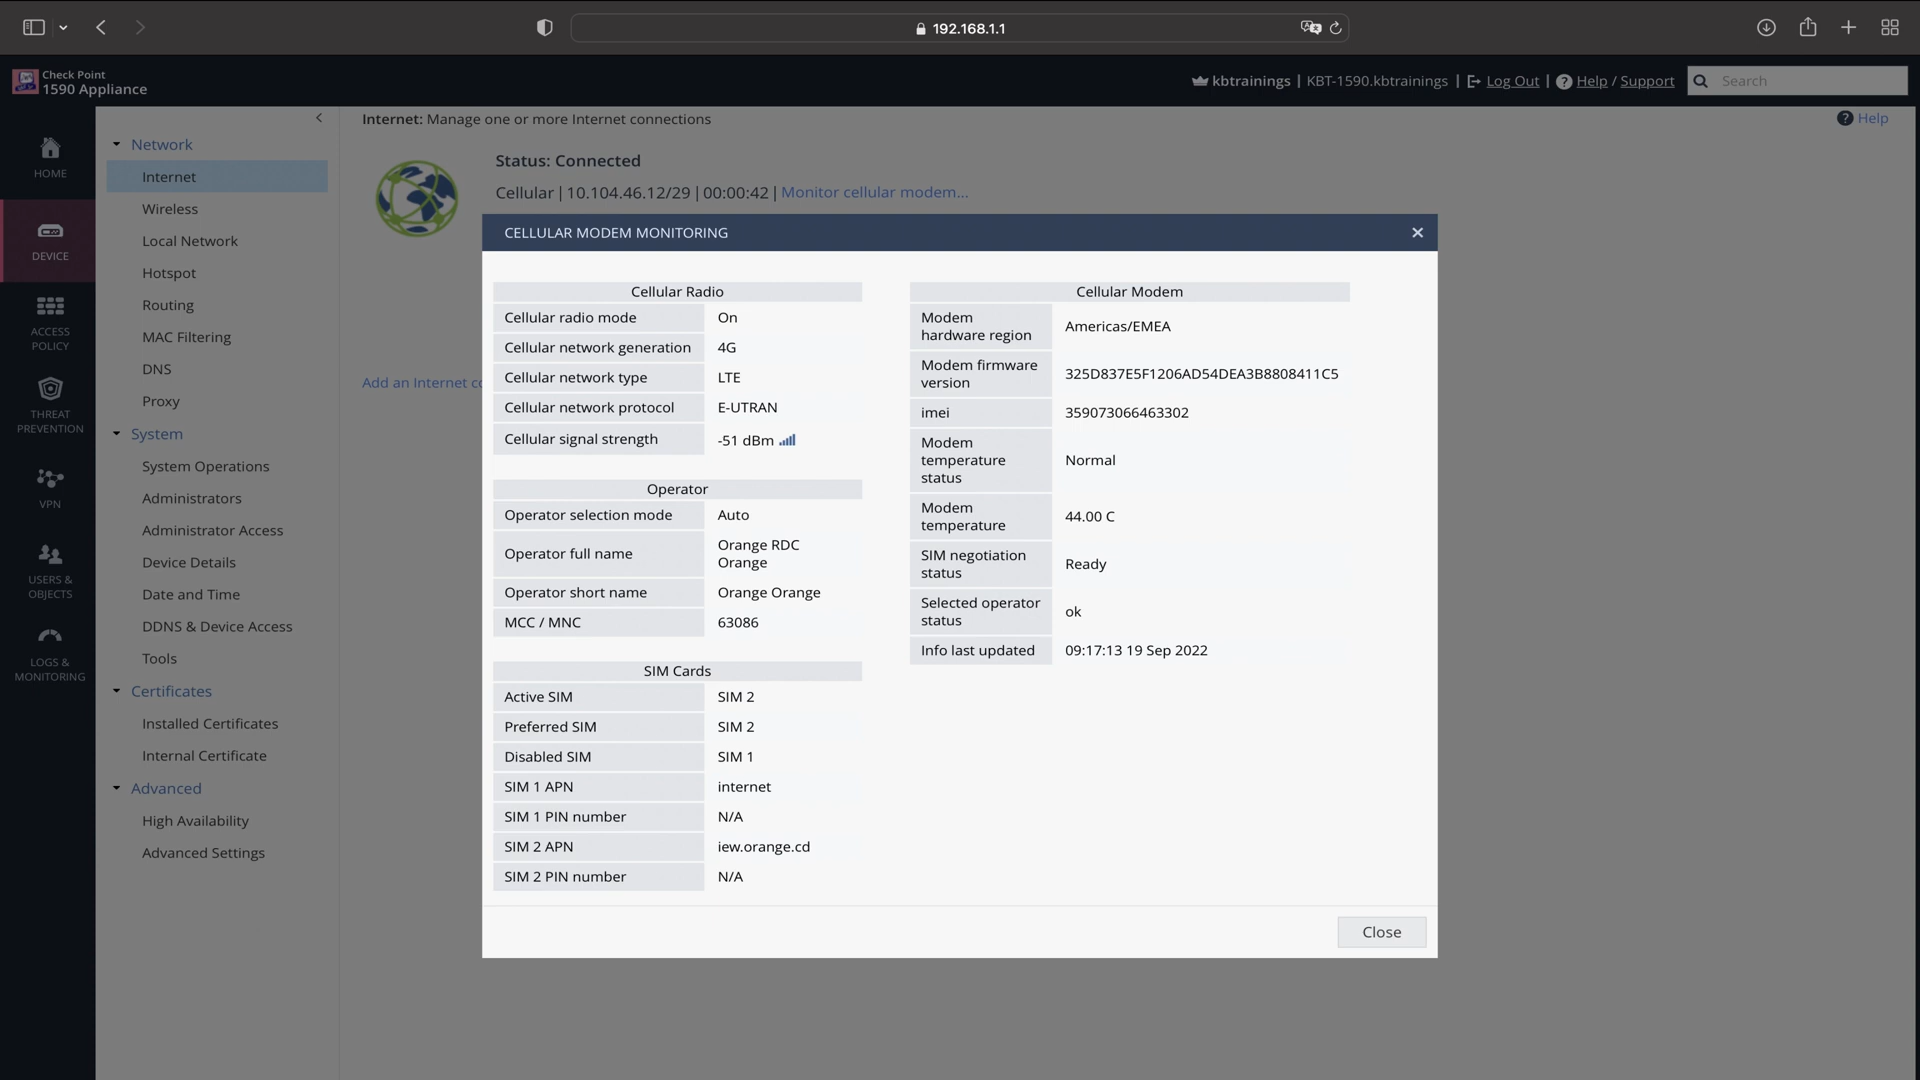 192.168.1.1
Check Point
1590 Appliance
kbtrainings | KBT-1590.kbtrainings | Log Out | Help / Support
Search
HOME
DEVICE
ACCESS
POLICY
THREAT
PREVENTION
VPN
USERS &
OBJECTS
LOGS &
MONITORING
Network
Internet
Wireless
Local Network
Hotspot
Routing
MAC Filtering
DNS
Proxy
System
System Operations
Administrators
Administrator Access
Device Details
Date and Time
DDNS & Device Access
Tools
Certificates
Installed Certificates
Internal Certificate
Advanced
High Availability
Advanced Settings
Internet: Manage one or more Internet connections
Help
Status: Connected
Cellular | 10.104.46.12/29 | 00:00:42 | Monitor cellular modem...
Add an Internet
CELLULAR MODEM MONITORING
Cellular Radio
Cellular radio mode On
Cellular network generation 4G
Cellular network type LTE
Cellular network protocol E-UTRAN
Cellular signal strength -51 dBm
Operator
Operator selection mode Auto
Operator full name Orange RDC
Orange
Operator short name Orange Orange
MCC / MNC 63086
SIM Cards
Active SIM SIM 2
Preferred SIM SIM 2
Disabled SIM SIM 1
SIM 1 APN internet
SIM 1 PIN number N/A
SIM 2 APN iew.orange.cd
SIM 2 PIN number N/A
Cellular Modem
Modem
hardware region Americas/EMEA
Modem firmware
version 325D837E5F1206AD54DEA3B8808411C5
imei 359073066463302
Modem
temperature
status Normal
Modem
temperature 44.00 C
SIM negotiation
status Ready
Selected operator
status ok
Info last updated 09:17:13 19 Sep 2022
Close